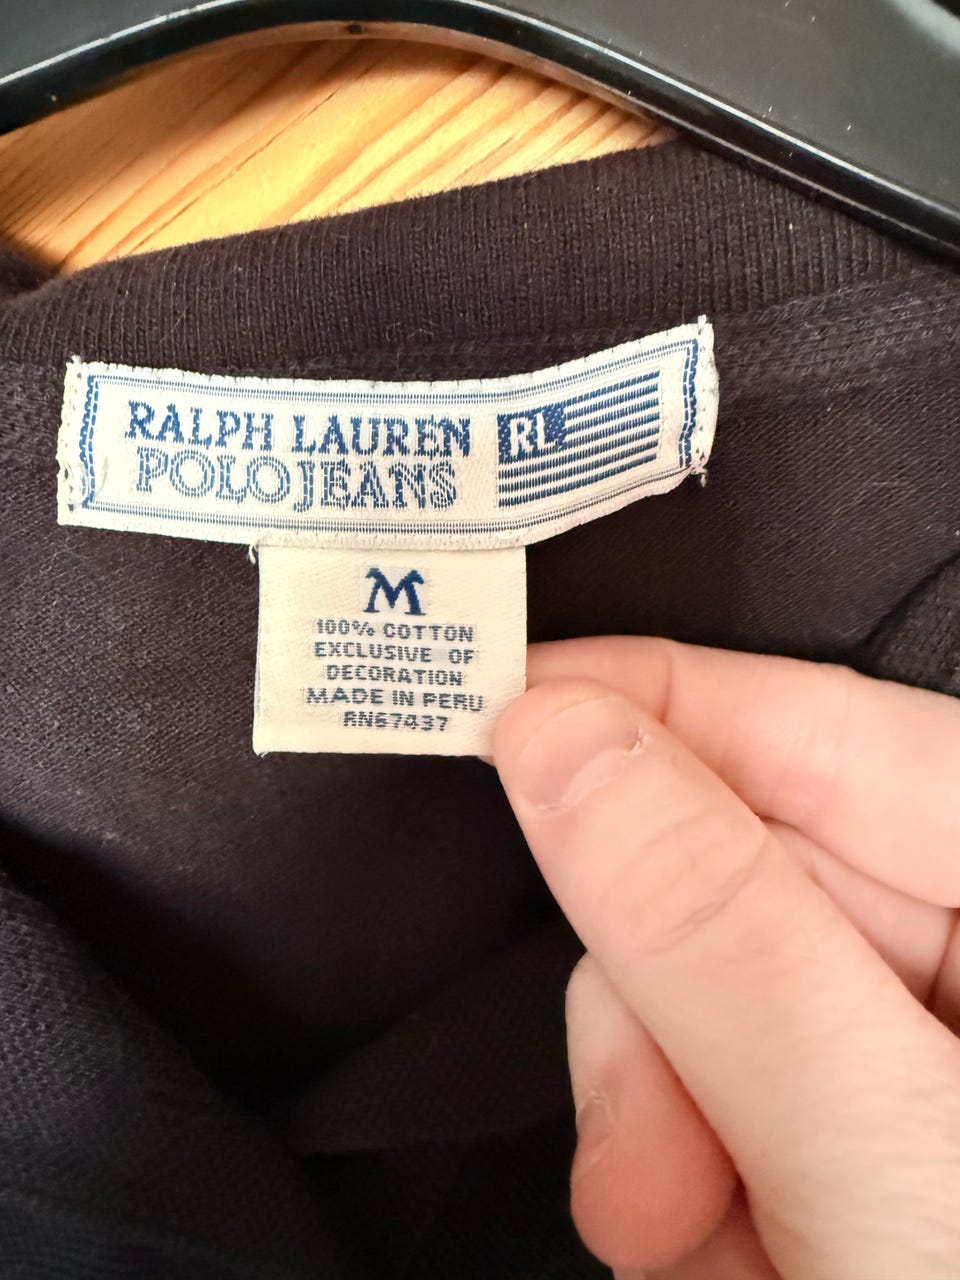 RALPH LAUREN
POLO JEANS
RL
M
100% COTTON
EXCLUSIVE OF
DECORATION
MADE IN PERU
RN67437